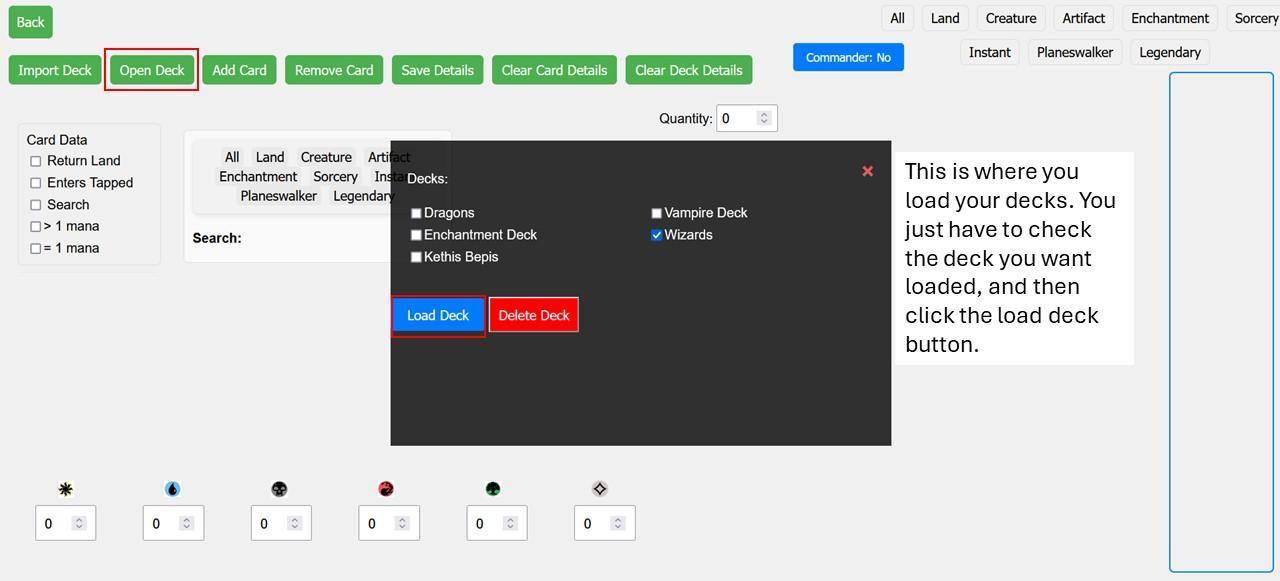 Back
All Land Creature Artifact Enchantment Sorcery
Instant Planeswalker Legendary
Import Deck Open Deck Add Card Remove Card Save Details Clear Card Details Clear Deck Details Commander: No
Quantity: 0
Card Data
Return Land
Enters Tapped
Search
> 1 mana
= 1 mana
All Land Creature Artifact
Enchantment Sorcery Instant
Planeswalker Legendary
Search:
Decks:
Dragons Vampire Deck
Enchantment Deck Wizards
Kethis Bepis
Load Deck Delete Deck
This is where you
load your decks. You
just have to check
the deck you want
loaded, and then
click the load deck
button.
0 0 0 0 0 0